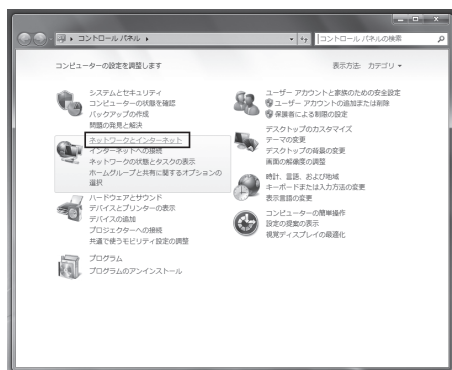 コントロール パネル
コントロール パネルの検索
コンピューターの設定を調整します
表示方法: カテゴリ
システムとセキュリティ
コンピューターの状態を確認
バックアップの作成
問題の発見と解決
ネットワークとインターネット
インターネットへの接続
ネットワークの状態とタスクの表示
ホームグループと共有に関するオプションの
選択
ハードウェアとサウンド
デバイスとプリンターの表示
デバイスの追加
プロジェクターへの接続
共通で使うモビリティ設定の調整
プログラム
プログラムのアンインストール
ユーザー アカウントと家族のための安全設定
ユーザー アカウントの追加または削除
保護者による制限の設定
デスクトップのカスタマイズ
テーマの変更
デスクトップの背景の変更
画面の解像度の調整
時計、言語、および地域
キーボードまたは入力方法の変更
表示言語の変更
コンピューターの簡単操作
設定の提案の表示
視覚ディスプレイの最適化